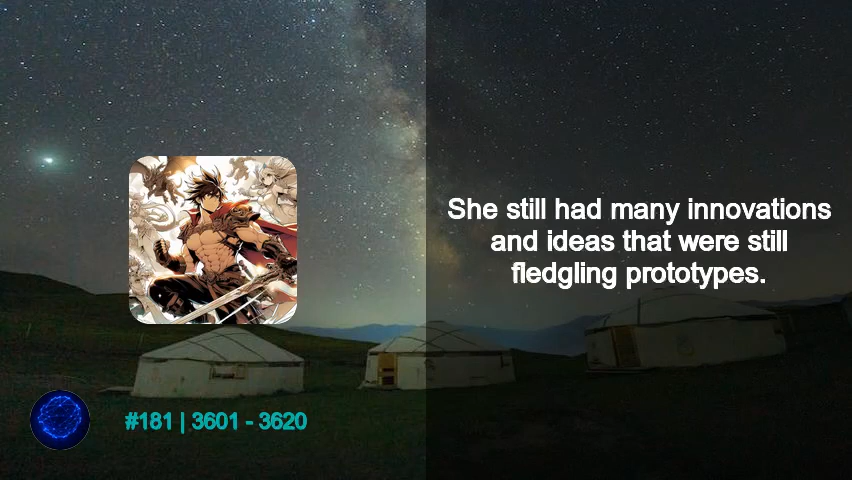 She still had many innovations
and ideas that were still
fledgling prototypes.
#181 | 3601 - 3620